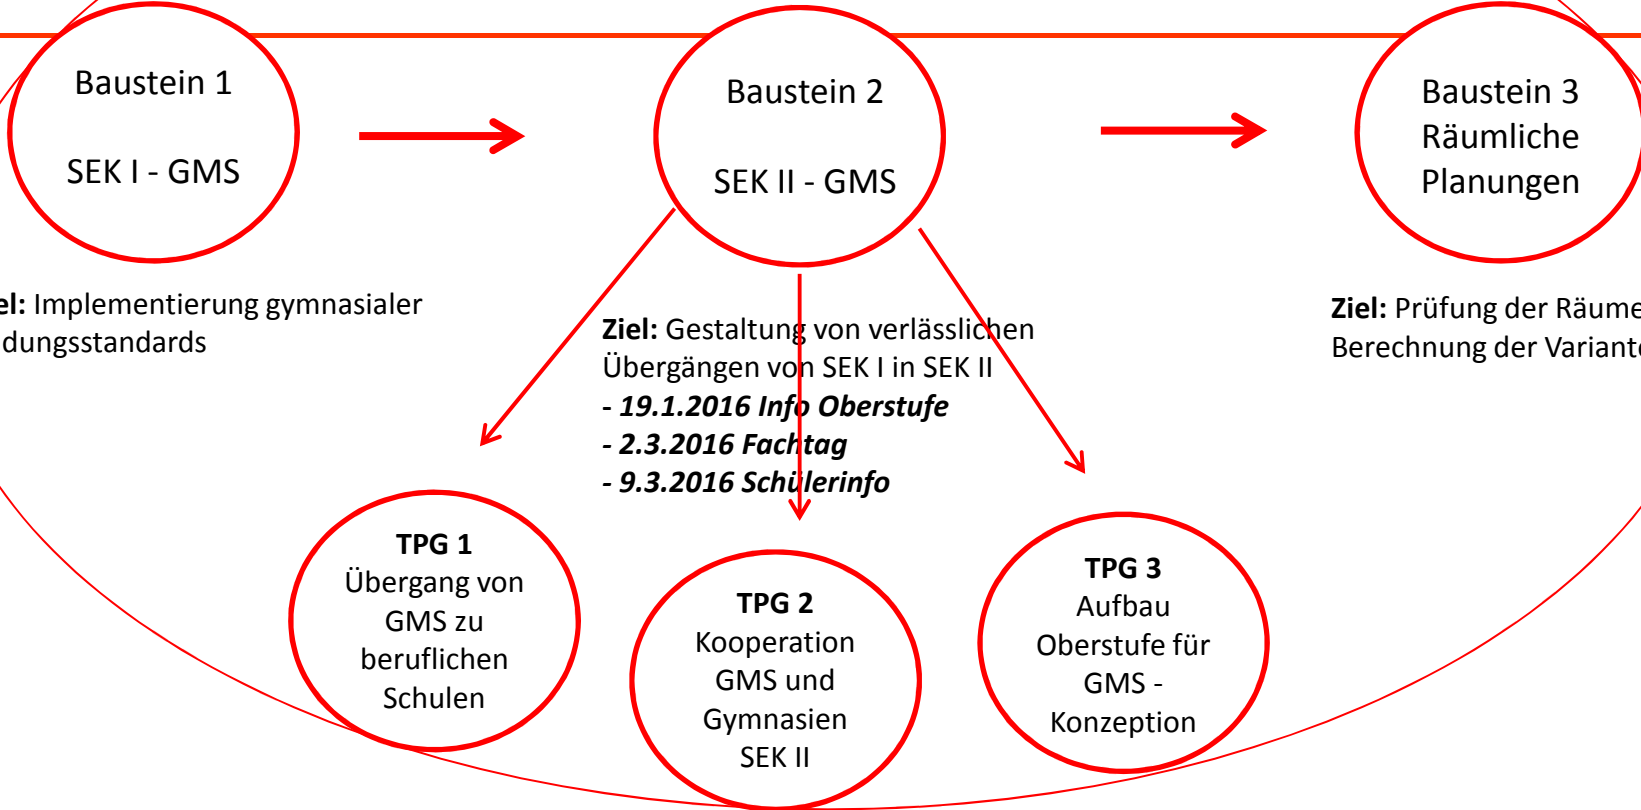 Baustein 1
SEK I - GMS
Baustein 2
SEK II - GMS
Baustein 3
Räumliche
Planungen
Implementierung gymnasialer
Ziel: Gestaltung von verlässlichen
Übergängen von SEK I in SEK II
- 19.1.2016 Info Oberstufe
- 2.3.2016 Fachtag
- 9.3.2016 Schülerinfo
Ziel: Prüfung der Räume
Berechnung der
TPG 1
Übergang von
GMS zu
beruflichen
Schulen
TPG 2
Kooperation
GMS und
Gymnasien
SEK II
TPG 3
Aufbau
Oberstufe für
GMS -
Konzeption